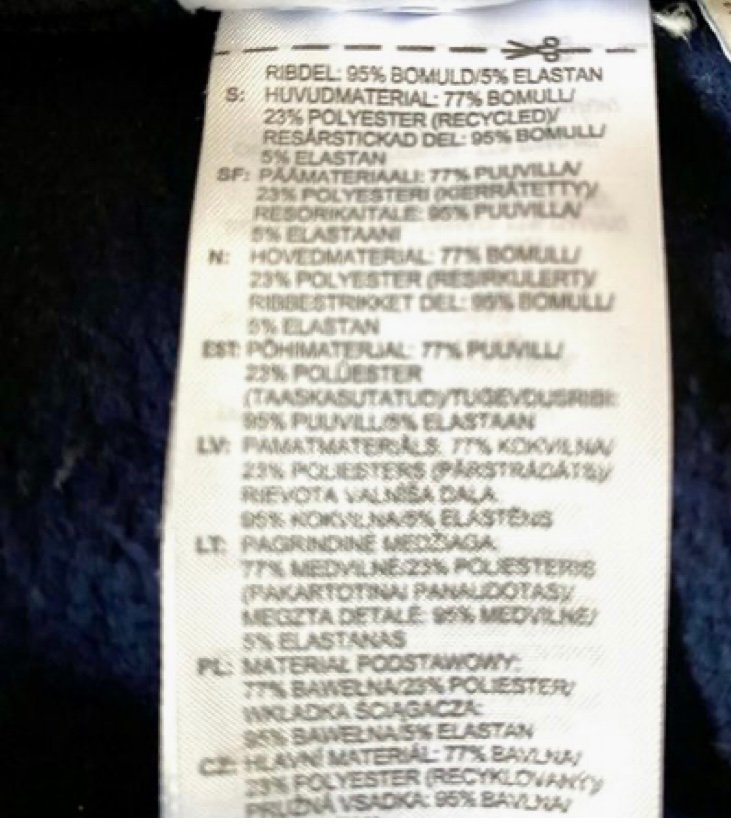 RIBDEL: 95% BOMULD/5% ELASTAN
S: HUVUDMATERIAL: 77% BOMULL/
23% POLYESTER (RECYCLED)/
RESÅRSTICKAD DEL: 95% BOMULL/
5% ELASTAN
SF: PÄÄMATERIAALI: 77% PUUVILLA/
23% POLYESTERI (KIERRÄTETTY)/
RESORIKAITALE: 95% PUUVILLA/
5% ELASTAANI
N: HOVEDMATERIAL: 77% BOMULL/
23% POLYESTER (RESIRKULERT)/
RIBBESTRIKKET DEL: 95% BOMULL/
5% ELASTAN
EST: PÕHIMATERJAL: 77% PUUVILL/
23% POLÜESTER
(TAASKASUTATUD)/TUGEVDUSRIBI:
95% PUUVILL/5% ELASTAAN
LV: PAMATMATERIĀLS: 77% KOKVILNA/
23% POLIESTERS (PĀRSTRĀDĀTS)/
RIEVOTA VALNĪŠA DAĻA:
95% KOKVILNA/5% ELASTĒNS
LT: PAGRINDINĖ MEDŽIAGA:
77% MEDVILNĖ/23% POLIESTERIS
(PAKARTOTINAI PANAUDOTAS)/
MEGZTA DETALĖ: 95% MEDVILNĖ/
5% ELASTANAS
PL: MATERIAŁ PODSTAWOWY:
77% BAWEŁNA/23% POLIESTER/
WKŁADKA ŚCIĄGACZA:
95% BAWEŁNA/5% ELASTAN
CZ: HLAVNÍ MATERIÁL: 77% BAVLNA/
23% POLYESTER (RECYKLOVANÝ)/
PRUŽNÁ VSADKA: 95% BAVLNA/